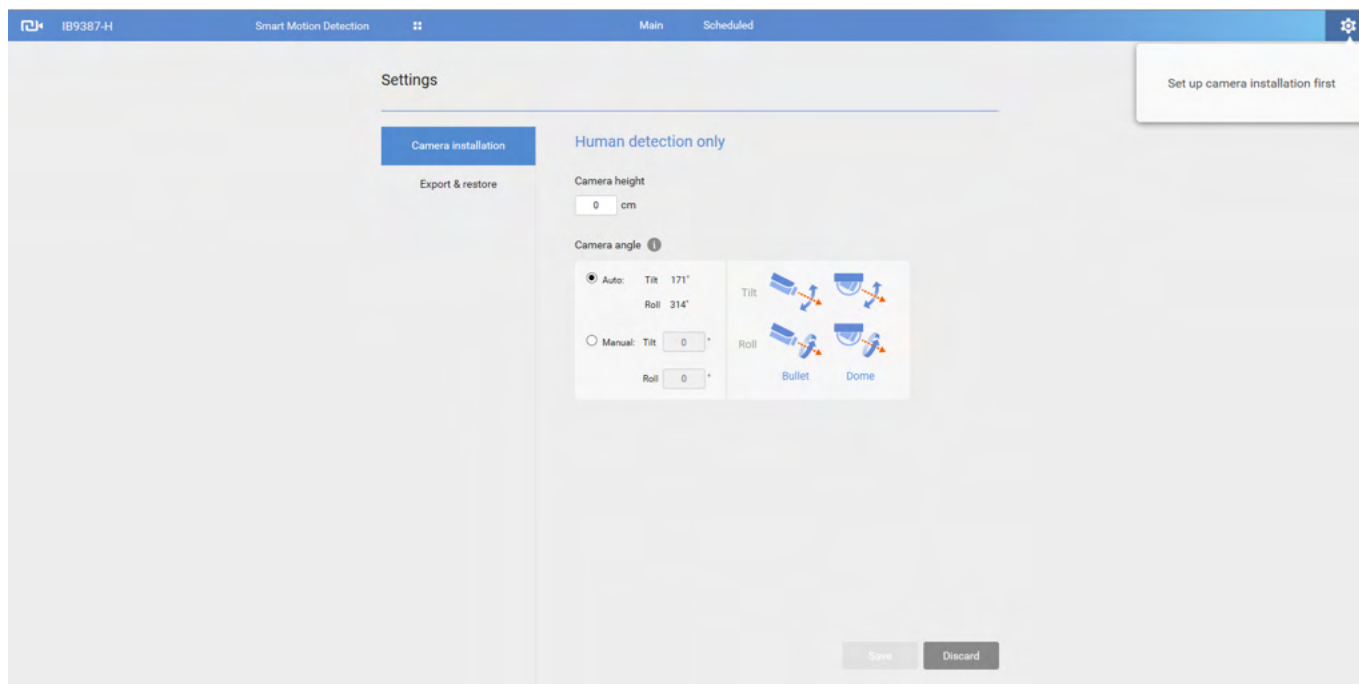 IB9387-H Smart Motion Detection Main Scheduled
Set up camera installation first
Settings
Camera installation
Export & restore
Human detection only
Camera height
0 cm
Camera angle i
Auto: Tilt 171°
Roll 314°
Manual: Tilt 0 °
Roll 0 °
Tilt
Roll
Bullet Dome
Save Discard